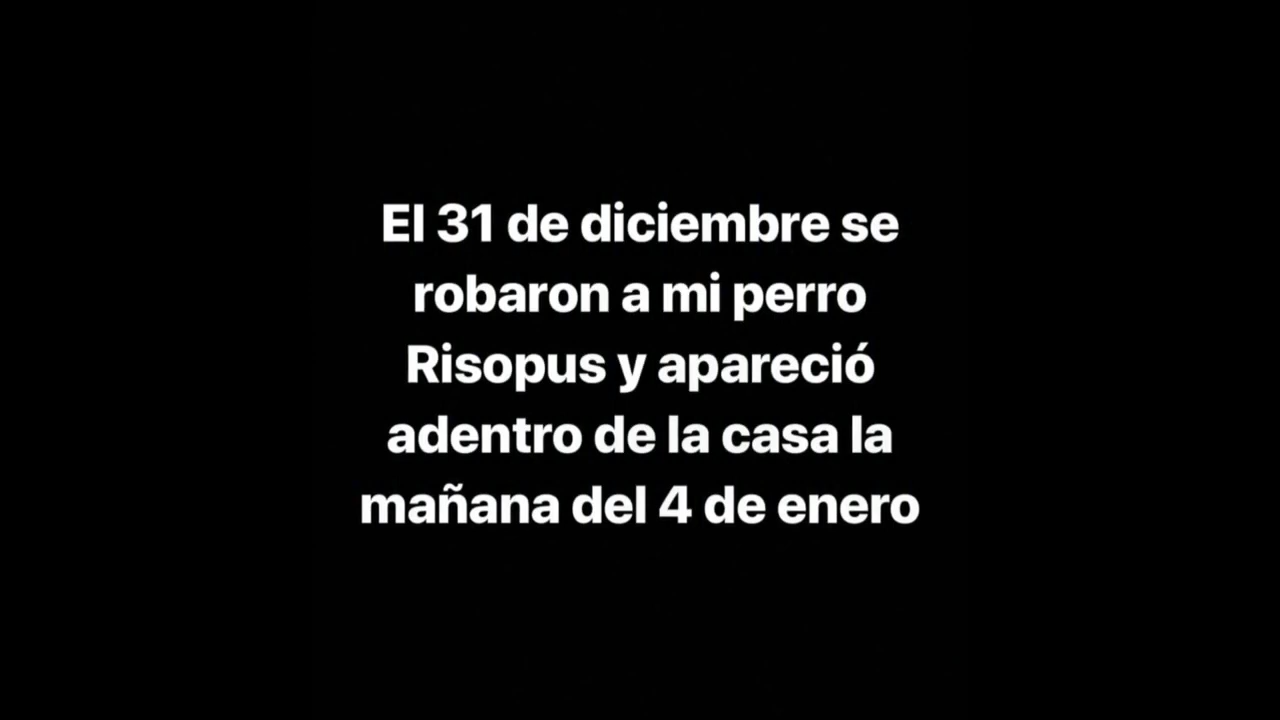 El 31 de diciembre se
robaron a mi perro
Risopus y apareció
adentro de la casa la
mañana del 4 de enero